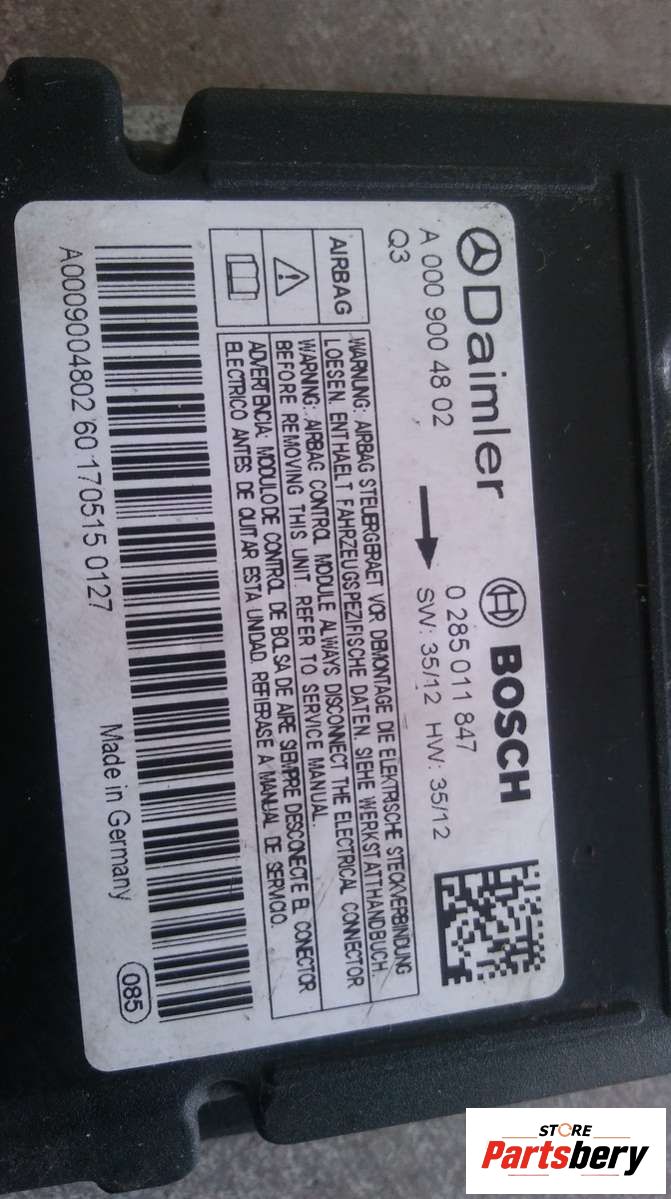 Daimler BOSCH
A 000 900 48 02 0 285 011 847
Q3 SW: 35/12 HW: 35/12
AIRBAG
WARNUNG: AIRBAG STEUERGERAET VOR DEMONTAGE DIE ELEKTRISCHE STECKVERBINDUNG
LOESEN. ENTHAELT FAHRZEUGSPEZIFISCHE DATEN. SIEHE WERKSTATTHANDBUCH.
WARNING: AIRBAG CONTROL MODULE ALWAYS DISCONNECT THE ELECTRICAL CONNECTOR
BEFORE REMOVING THIS UNIT. REFER TO SERVICE MANUAL.
ADVERTENCIA: MODULO DE CONTROL DE BOLSA DE AIRE SIEMPRE DESCONECTE EL CONECTOR
ELECTRICO ANTES DE QUITAR ESTA UNIDAD. REFIERASE A MANUAL DE SERVICIO.
A0009004802 60 170515 0127 Made in Germany 085
STORE
Partsbery